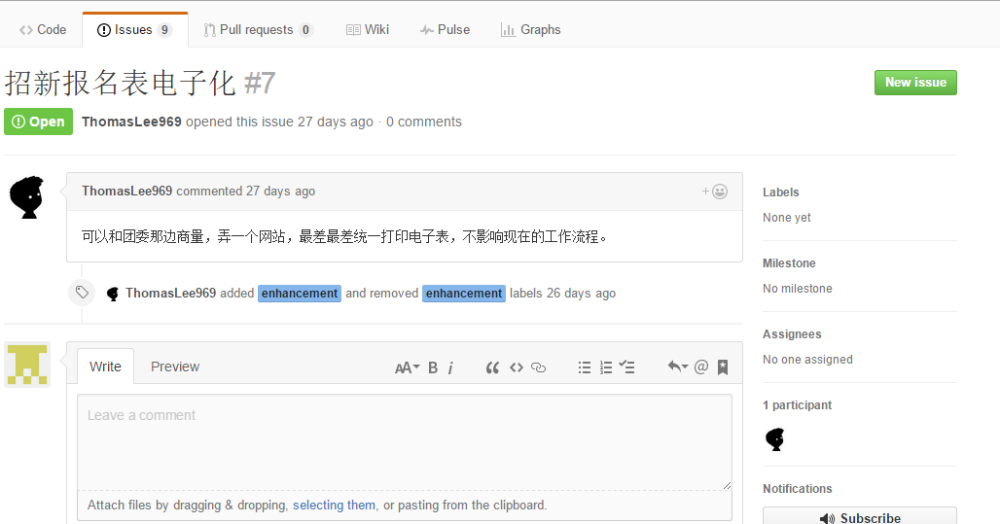 Code Issues 9 Pull requests 0 Wiki Pulse Graphs
招新报名表电子化 #7
New issue
Open ThomasLee969 opened this issue 27 days ago · 0 comments
ThomasLee969 commented 27 days ago
可以和团委那边商量，弄一个网站，最差最差统一打印电子表，不影响现在的工作流程。
ThomasLee969 added enhancement and removed enhancement labels 26 days ago
Write Preview
AA B i
Leave a comment
Attach files by dragging & dropping, selecting them, or pasting from the clipboard.
Labels
None yet
Milestone
No milestone
Assignees
No one assigned
1 participant
Notifications
Subscribe